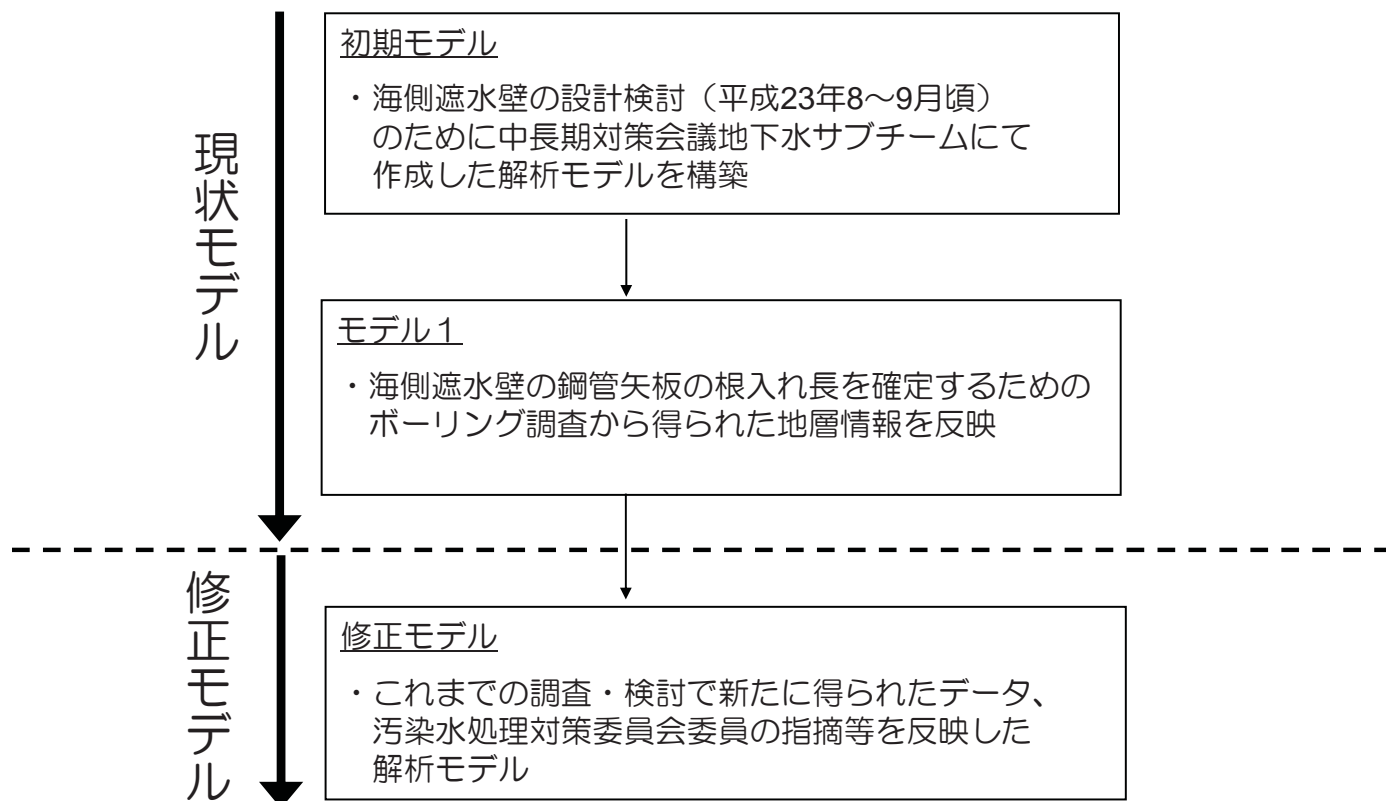 現状モデル
初期モデル
・海側遮水壁の設計検討（平成23年8～9月頃）
のために中長期対策会議地下水サブチームにて
作成した解析モデルを構築
モデル１
・海側遮水壁の鋼管矢板の根入れ長を確定するための
ボーリング調査から得られた地層情報を反映
修正モデル
修正モデル
・これまでの調査・検討で新たに得られたデータ、
汚染水処理対策委員会委員の指摘等を反映した
解析モデル